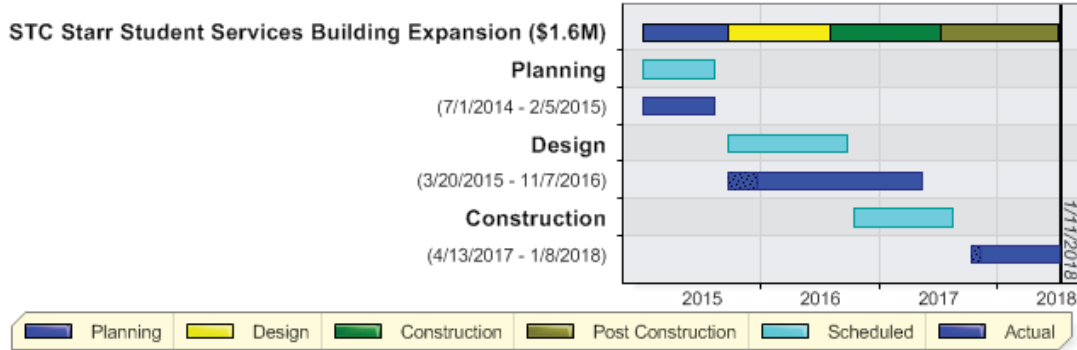 STC Starr Student Services Building Expansion ($1.6M)
Planning
(7/1/2014 - 2/5/2015)
Design
(3/20/2015 - 11/7/2016)
Construction
(4/13/2017 - 1/8/2018)
1/11/2018
2015 2016 2017 2018
Planning Design Construction Post Construction Scheduled Actual